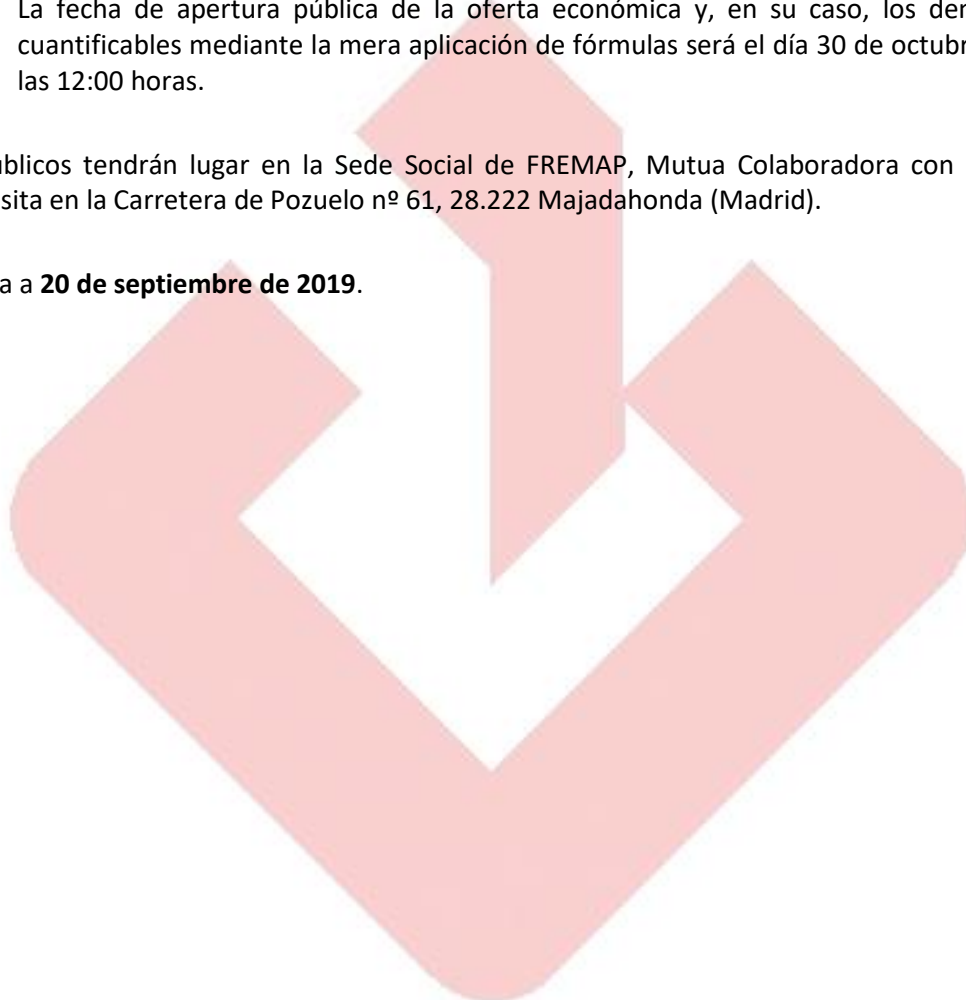 La fecha de apertura pública de la oferta económica y, en su caso, los
cuantificables mediante la mera aplicación de fórmulas será el día 30 de
las 12:00 horas.
tendrán lugar en la Sede Social de FREMAP, Mutua Colaboradora con
sita en la Carretera de Pozuelo nº 61, 28.222 Majadahonda (Madrid).
a 20 de septiembre de 2019.